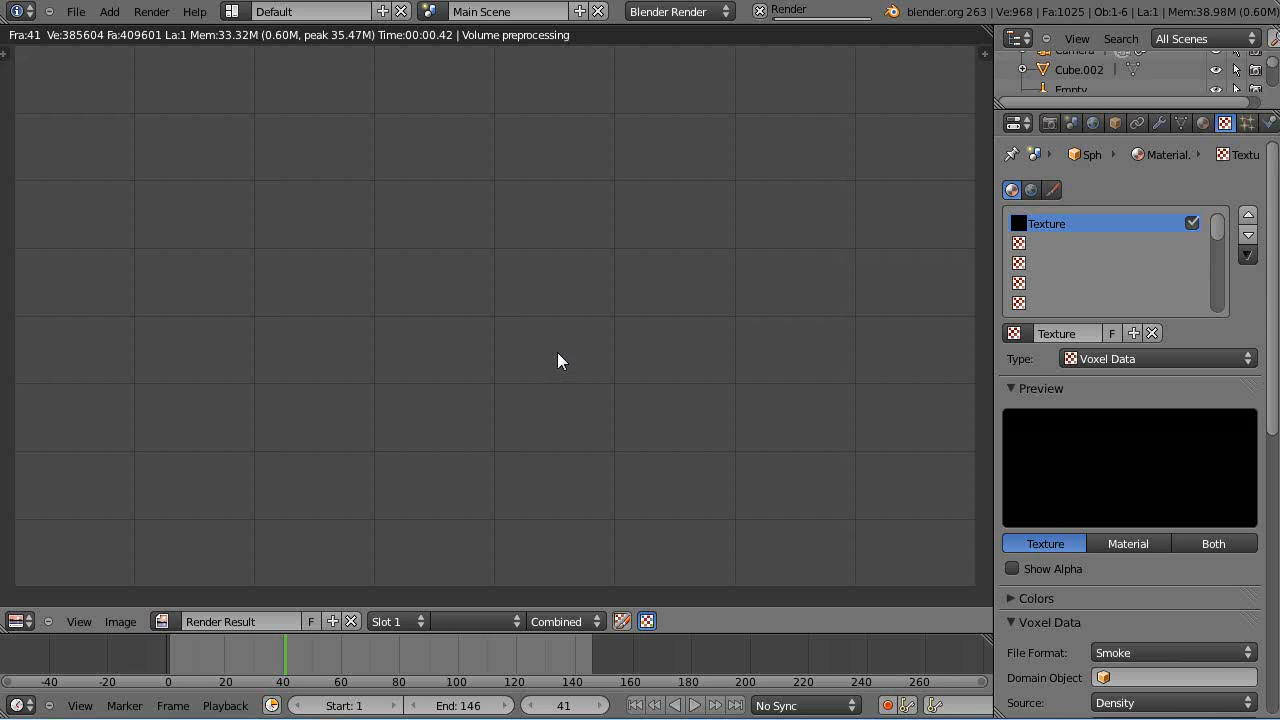 File Add Render Help Default Main Scene Blender Render Render blender.org 263 | Ve:968 | Fa:1025 | Ob:1-6 | La:1 | Mem:38.98M (0.60M)
Fra:41 Ve:385604 Fa:409601 La:1 Mem:33.32M (0.60M, peak 35.47M) Time:00:00.42 | Volume preprocessing
View Search All Scenes
Camera
Cube.002
Empty
Sph Material. Textu
Texture
Texture F
Type: Voxel Data
Preview
Texture Material Both
Show Alpha
Colors
Voxel Data
File Format: Smoke
Domain Object
Source: Density
View Image Render Result F Slot 1 Combined
-40 -20 0 20 40 60 80 100 120 140 160 180 200 220 240 260
View Marker Frame Playback Start: 1 End: 146 41 No Sync